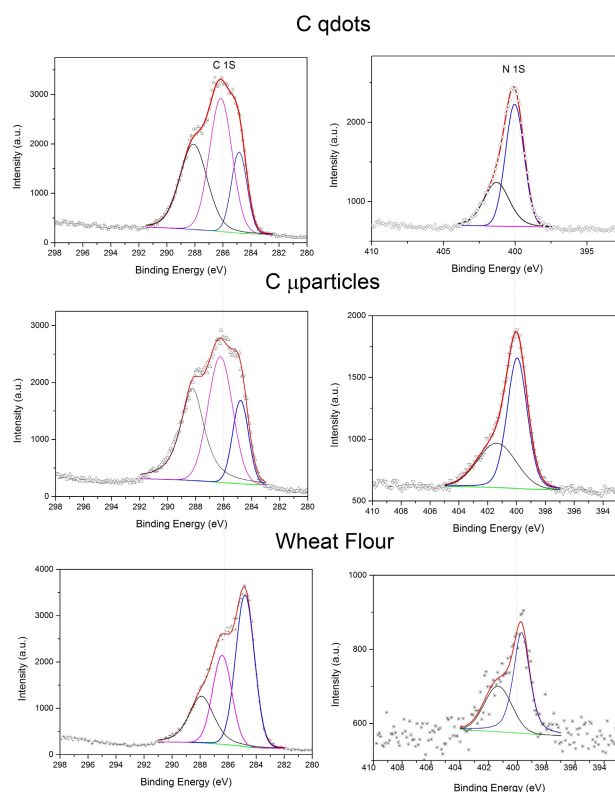 C qdots
C 1S
N 1S
3000
2000
1000
0
Intensity (a.u.)
298 296 294 292 290 288 286 284 282 280
Binding Energy (eV)
2400
1600
800
Intensity (a.u.)
410 405 400 395
Binding Energy (eV)
C µparticles
3000
2000
1000
0
Intensity (a.u.)
298 296 294 292 290 288 286 284 282 280
Binding Energy (eV)
2000
1500
1000
500
Intensity (a.u.)
410 408 406 404 402 400 398 396 394
Binding Energy (eV)
Wheat Flour
4000
3000
2000
1000
0
Intensity (a.u.)
298 296 294 292 290 288 286 284 282 280
Binding Energy (eV)
1000
800
600
Intensity (a.u.)
410 408 406 404 402 400 398 396 394
Binding Energy (eV)